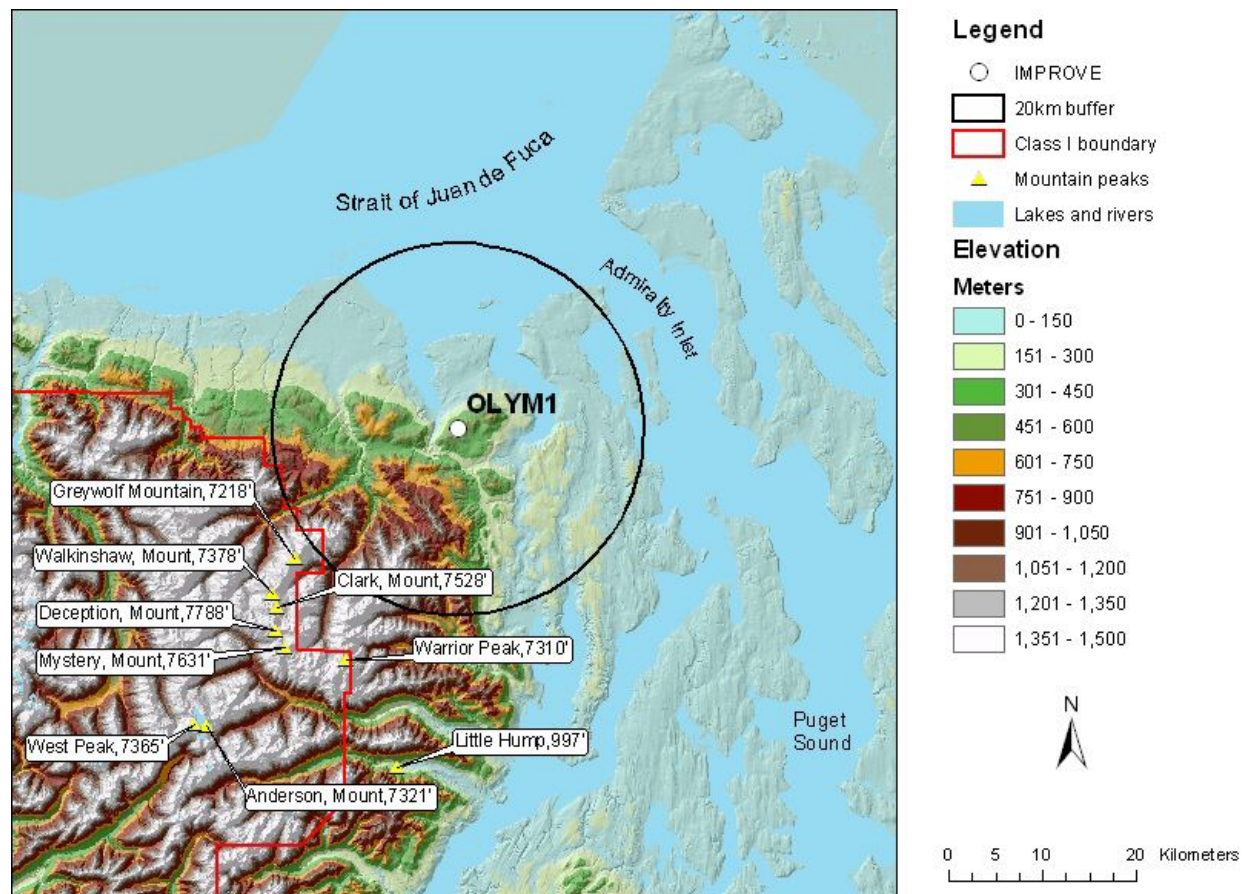 Strait of Juan de Fuca
Admiralty Inlet
OLYM1
Greywolf Mountain,7218'
Walkinshaw, Mount,7378'
Clark, Mount,7528'
Deception, Mount,7788'
Mystery, Mount,7631'
Warrior Peak,7310'
West Peak,7365'
Little Hump,997'
Anderson, Mount,7321'
Puget
Sound
Legend
IMPROVE
20km buffer
Class I boundary
Mountain peaks
Lakes and rivers
Elevation
Meters
0 - 150
151 - 300
301 - 450
451 - 600
601 - 750
751 - 900
901 - 1,050
1,051 - 1,200
1,201 - 1,350
1,351 - 1,500
N
0 5 10 20 Kilometers